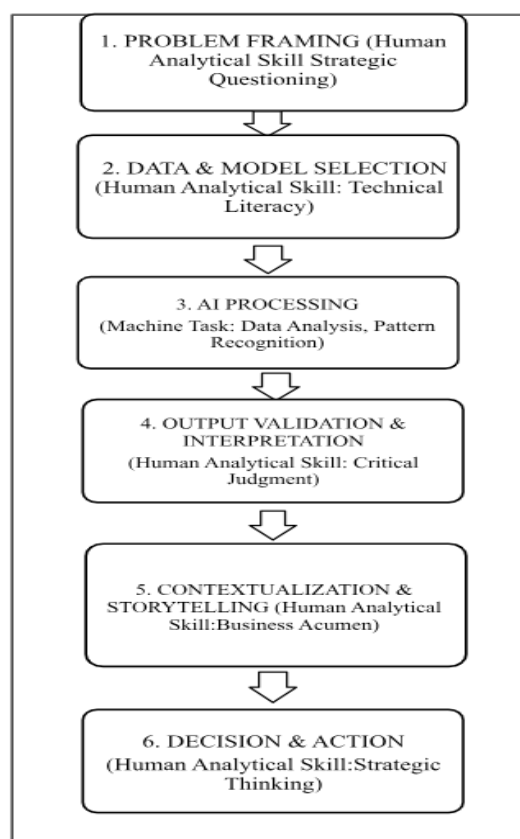 1. PROBLEM FRAMING (Human
Analytical Skill Strategic
Questioning)
2. DATA & MODEL SELECTION
(Human Analytical Skill: Technical
Literacy)
3. AI PROCESSING
(Machine Task: Data Analysis, Pattern
Recognition)
4. OUTPUT VALIDATION &
INTERPRETATION
(Human Analytical Skill: Critical
Judgment)
5. CONTEXTUALIZATION &
STORYTELLING (Human Analytical
Skill:Business Acumen)
6. DECISION & ACTION
(Human Analytical Skill:Strategic
Thinking)